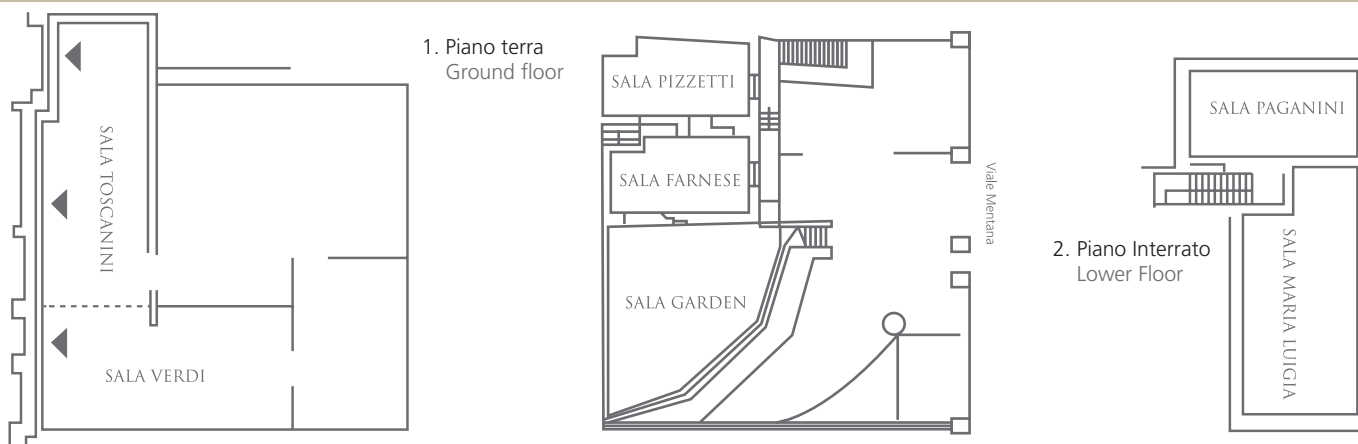 SALA TOSCANINI
SALA VERDI
1. Piano terra
Ground floor
SALA PIZZETTI
SALA FARNESE
SALA GARDEN
Viale Mentana
2. Piano Interrato
Lower Floor
SALA PAGANINI
SALA MARIA LUIGIA